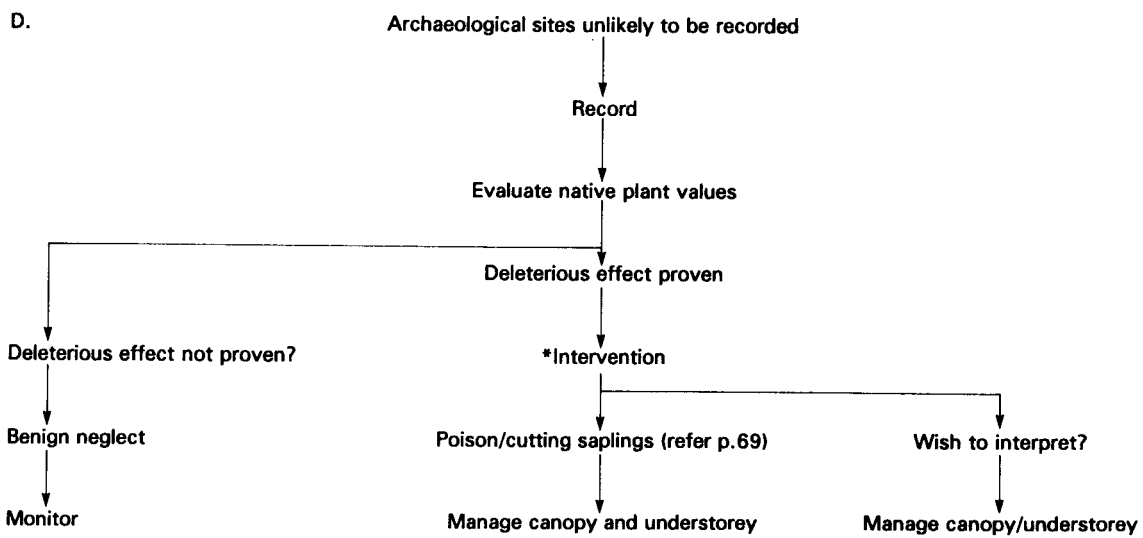 D.
Archaeological sites unlikely to be recorded
Record
Evaluate native plant values
Deleterious effect proven
Deleterious effect not proven?
*Intervention
Benign neglect
Poison/cutting saplings (refer p.69)
Wish to interpret?
Monitor
Manage canopy and understorey
Manage canopy/understorey